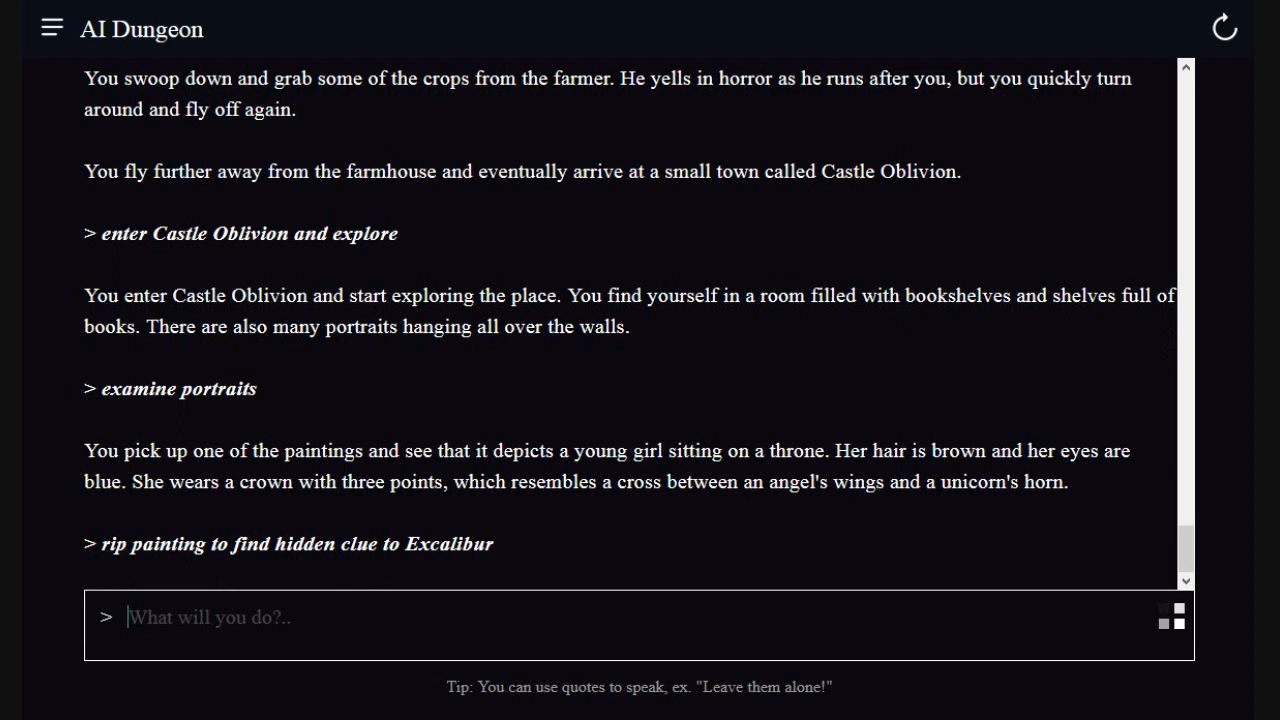 AI Dungeon
You swoop down and grab some of the crops from the farmer. He yells in horror as he runs after you, but you quickly turn
around and fly off again.
You fly further away from the farmhouse and eventually arrive at a small town called Castle Oblivion.
> enter Castle Oblivion and explore
You enter Castle Oblivion and start exploring the place. You find yourself in a room filled with bookshelves and shelves full of
books. There are also many portraits hanging all over the walls.
> examine portraits
You pick up one of the paintings and see that it depicts a young girl sitting on a throne. Her hair is brown and her eyes are
blue. She wears a crown with three points, which resembles a cross between an angel's wings and a unicorn's horn.
> rip painting to find hidden clue to Excalibur
> What will you do?..
Tip: You can use quotes to speak, ex. "Leave them alone!"